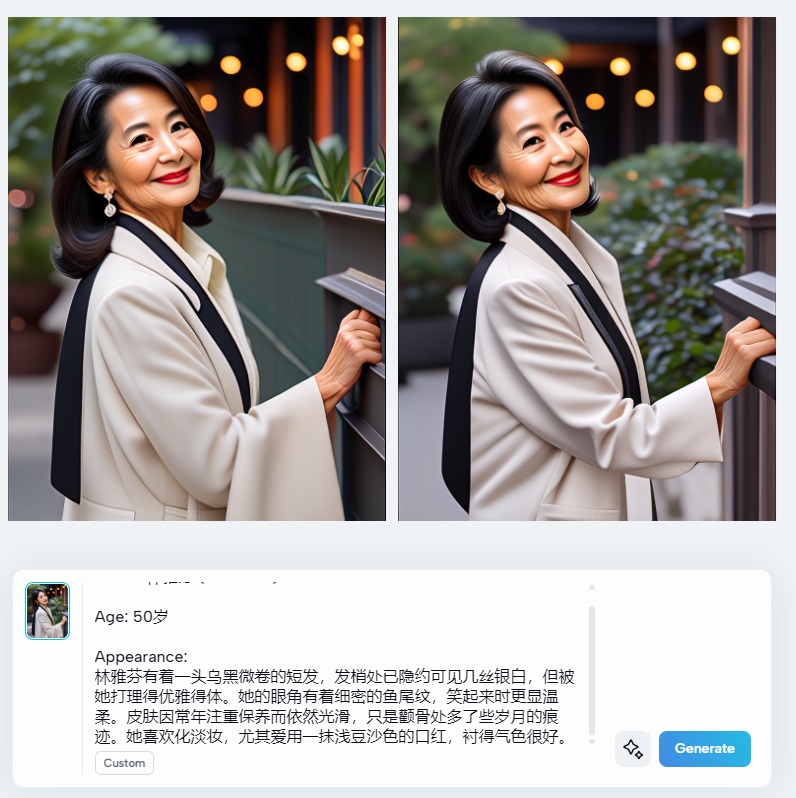 Age: 50岁
Appearance:
林雅芬有着一头乌黑微卷的短发，发梢处已隐约可见几丝银白，但被
她打理得优雅得体。她的眼角有着细密的鱼尾纹，笑起来时更显温
柔。皮肤因常年注重保养而依然光滑，只是颧骨处多了些岁月的痕
迹。她喜欢化淡妆，尤其爱用一抹浅豆沙色的口红，衬得气色很好。
Custom
Generate